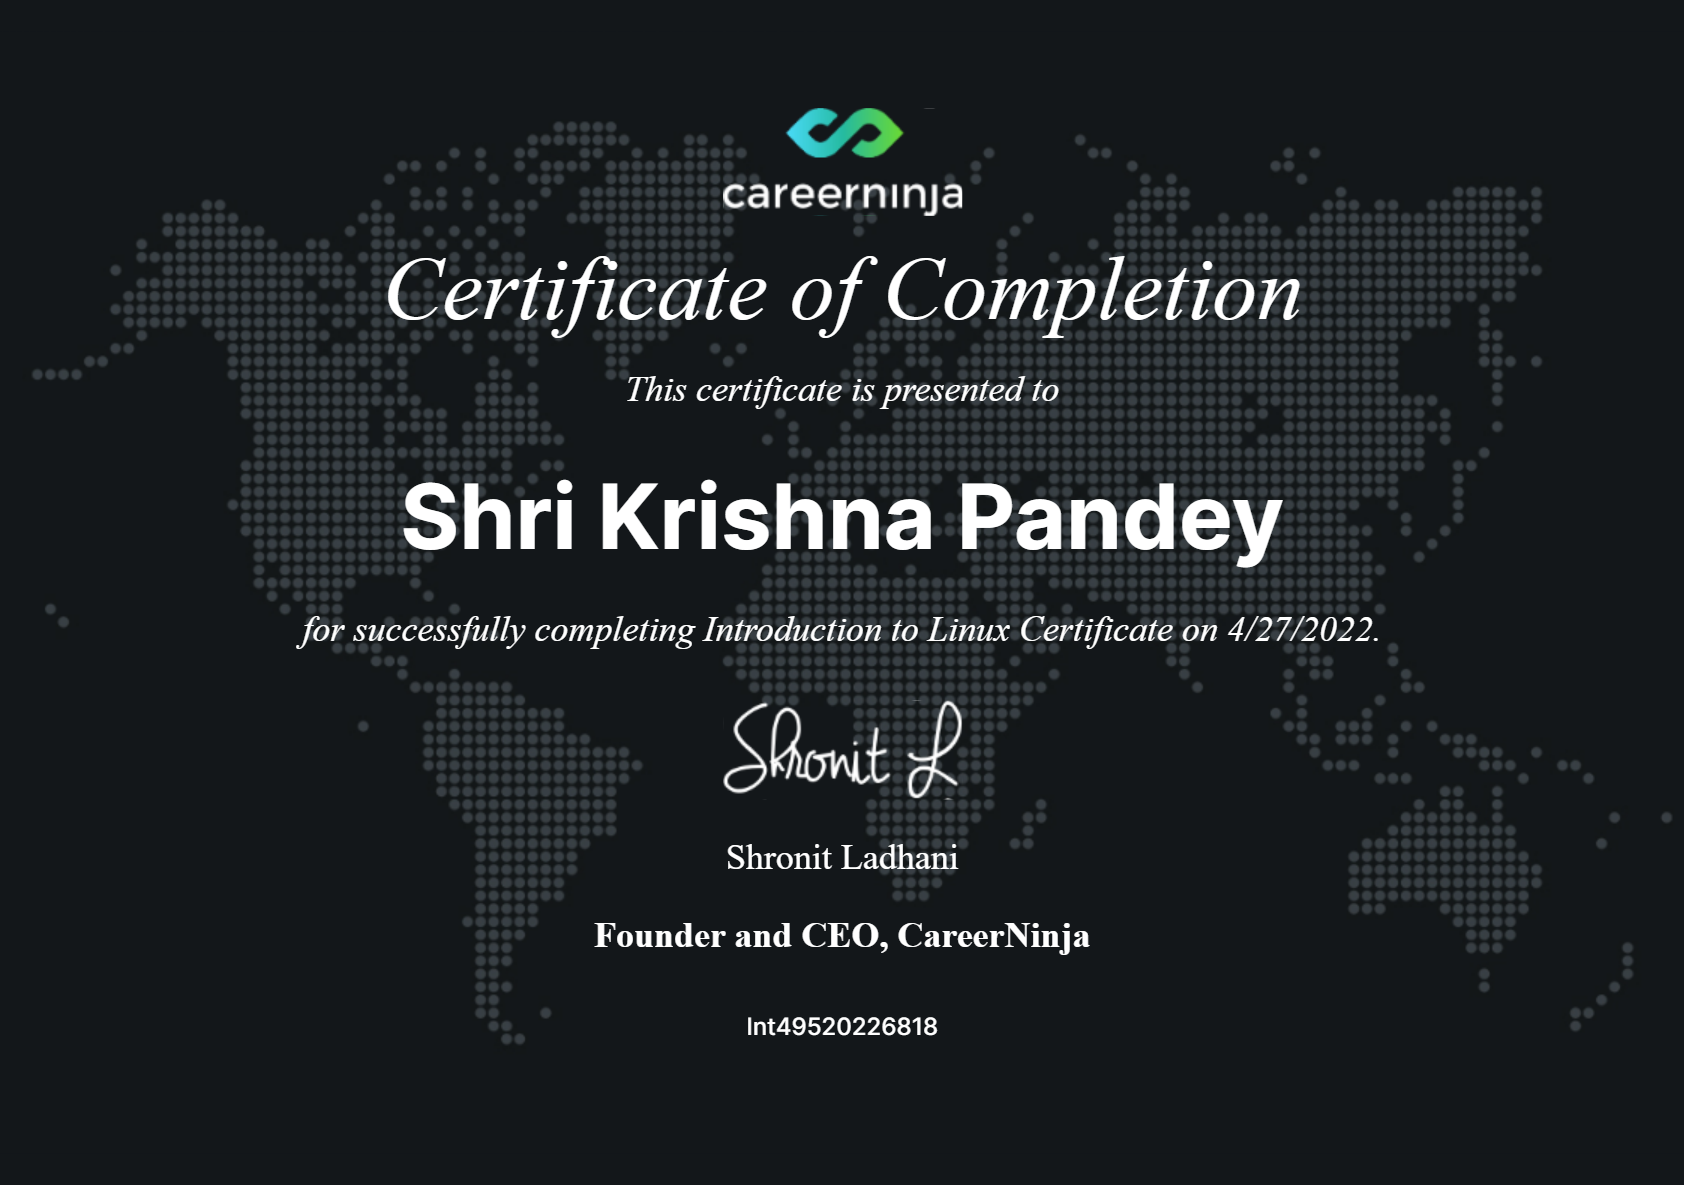 careerninja
Certificate of Completion
This certificate is presented to
Shri Krishna Pandey
for successfully completing Introduction to Linux Certificate on 4/27/2022.
Shronit L
Shronit Ladhani
Founder and CEO, CareerNinja
Int49520226818